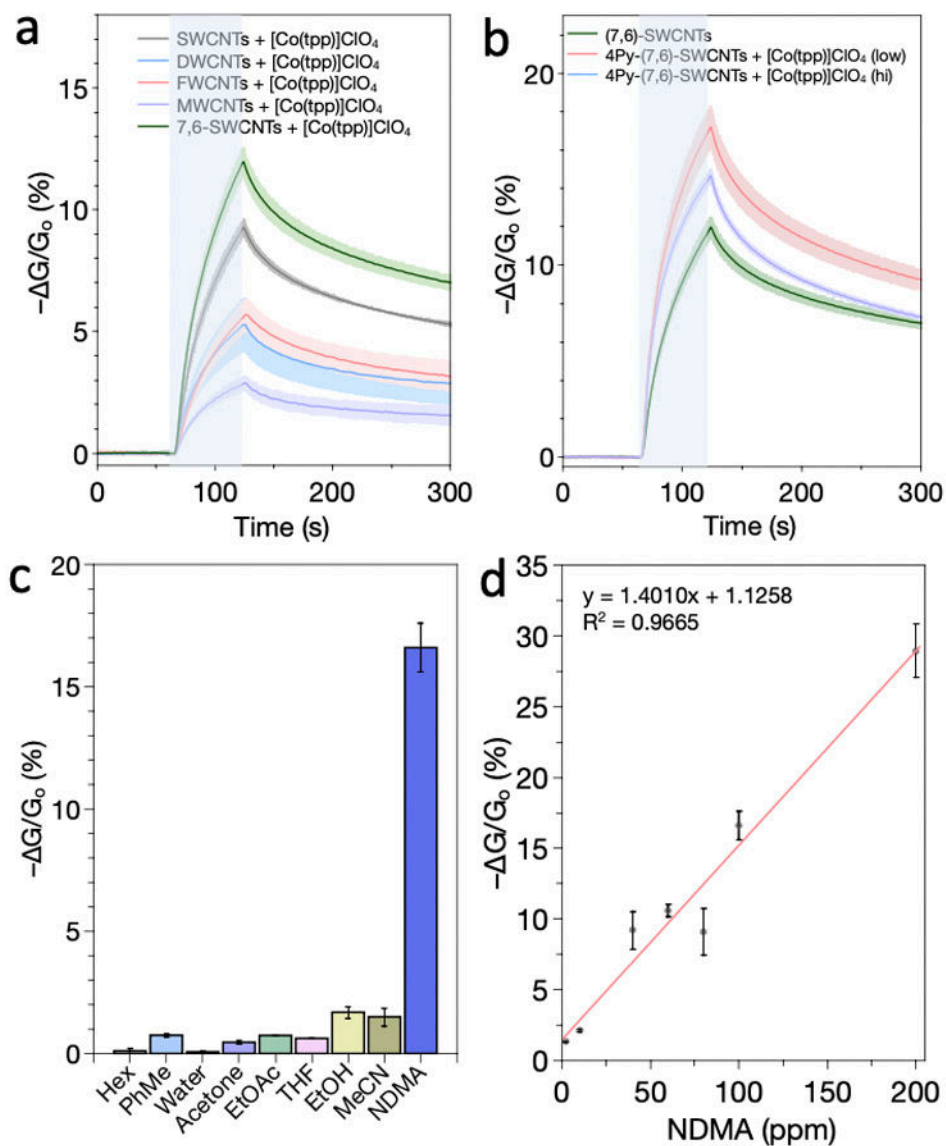 a
SWCNTs + [Co(tpp)]ClO₄
DWCNTs + [Co(tpp)]ClO₄
FWCNTs + [Co(tpp)]ClO₄
MWCNTs + [Co(tpp)]ClO₄
7,6-SWCNTs + [Co(tpp)]ClO₄
15
10
5
0
−ΔG/Gₒ (%)
0 100 200 300
Time (s)
b
(7,6)-SWCNTs
4Py-(7,6)-SWCNTs + [Co(tpp)]ClO₄ (low)
4Py-(7,6)-SWCNTs + [Co(tpp)]ClO₄ (hi)
20
10
0
−ΔG/Gₒ (%)
0 100 200 300
Time (s)
c
20
15
10
5
0
−ΔG/Gₒ (%)
Hex PhMe Water Acetone EtOAc THF EtOH MeCN NDMA
d
y = 1.4010x + 1.1258
R² = 0.9665
35
30
25
20
15
10
5
0
−ΔG/Gₒ (%)
0 50 100 150 200
NDMA (ppm)